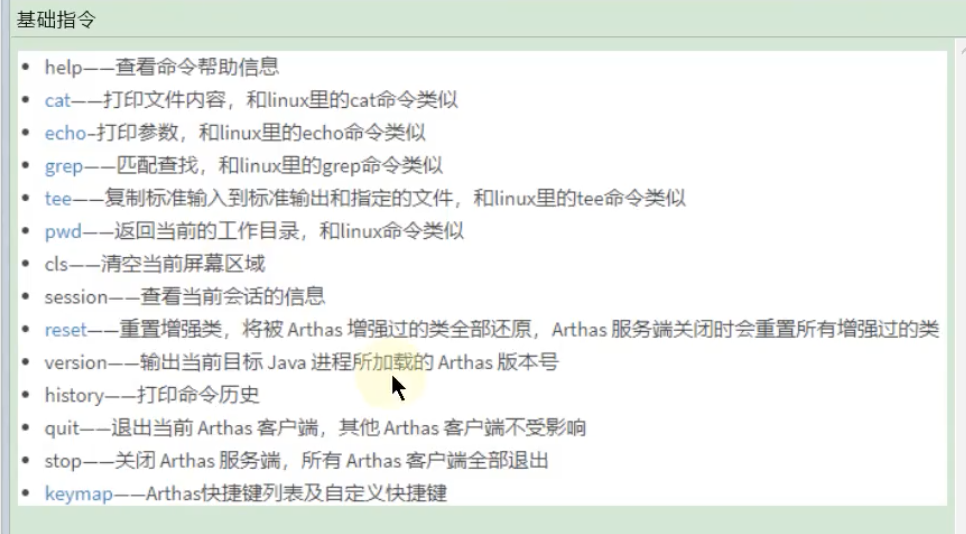 基础指令
help——查看命令帮助信息
cat——打印文件内容，和linux里的cat命令类似
echo–打印参数，和linux里的echo命令类似
grep——匹配查找，和linux里的grep命令类似
tee——复制标准输入到标准输出和指定的文件，和linux里的tee命令类似
pwd——返回当前的工作目录，和linux命令类似
cls——清空当前屏幕区域
session——查看当前会话的信息
reset——重置增强类，将被 Arthas 增强过的类全部还原，Arthas 服务端关闭时会重置所有增强过的类
version——输出当前目标 Java 进程所加载的 Arthas 版本号
history——打印命令历史
quit——退出当前 Arthas 客户端，其他 Arthas 客户端不受影响
stop——关闭 Arthas 服务端，所有 Arthas 客户端全部退出
keymap——Arthas快捷键列表及自定义快捷键